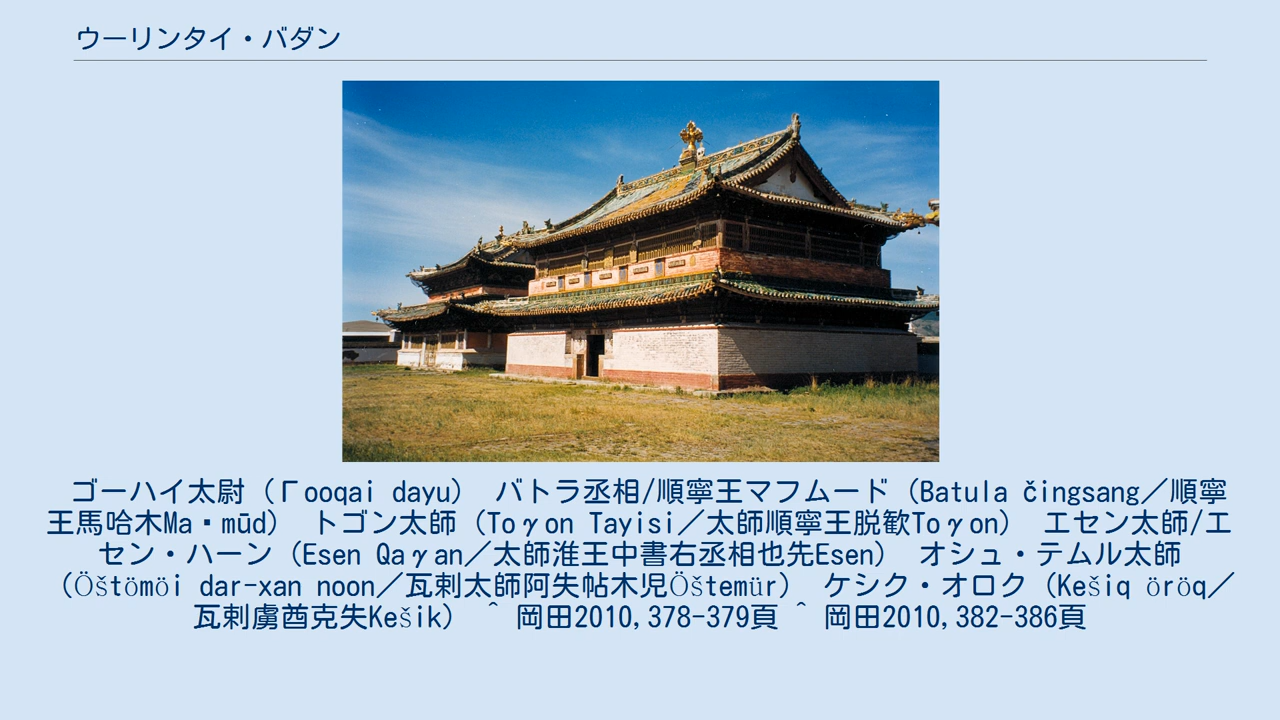 ウーリンタイ・バダン
ゴーハイ太尉（Γooqai dayu） バトラ丞相/順寧王マフムード（Batula čingsang／順寧
王馬哈木Ma▪mūd） トゴン太師（Toγon Tayisi／太師順寧王脱歓Toγon） エセン太師/エ
セン・ハーン（Esen Qaγan／太師淮王中書右丞相也先Esen） オシュ・テムル太師
（Öštömöi dar-xan noon／瓦剌太師阿失帖木児Öštemür） ケシク・オロク（Kešiq öröq／
瓦剌虜酋克失Kešik） ^ 岡田2010,378-379頁 ^ 岡田2010,382-386頁